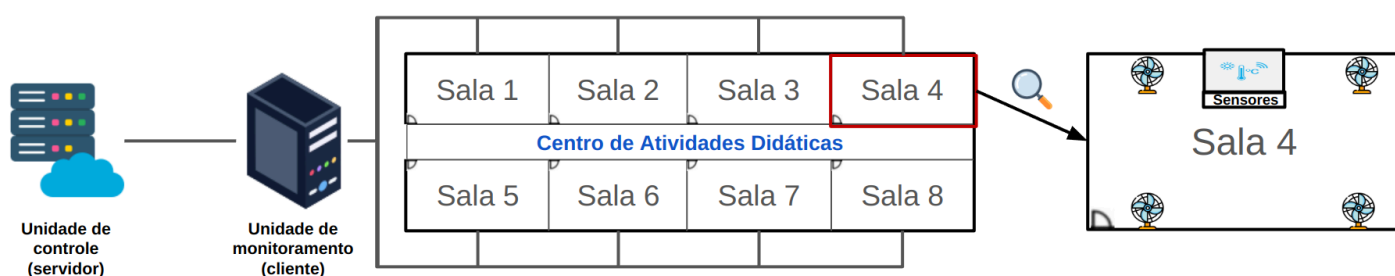 Sala 1
Sala 2
Sala 3
Sala 4
Centro de Atividades Didáticas
Sala 5
Sala 6
Sala 7
Sala 8
Unidade de
controle
(servidor)
Unidade de
monitoramento
(cliente)
Sensores
Sala 4